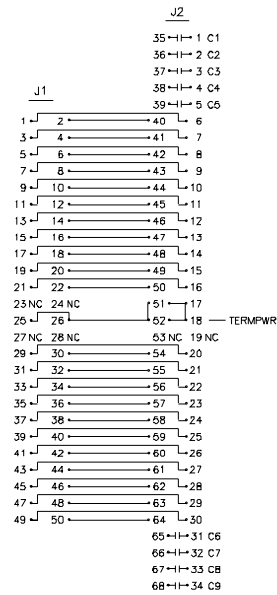 J2
35 1 C1
36 2 C2
37 3 C3
38 4 C4
39 5 C5
J1
1 2 40 6
3 4 41 7
5 6 42 8
7 8 43 9
9 10 44 10
11 12 45 11
13 14 46 12
15 16 47 13
17 18 48 14
19 20 49 15
21 22 50 16
23 NC 24 NC 51 17
25 26 52 18 TERMPWR
27 NC 28 NC 53 NC 19 NC
29 30 54 20
31 32 55 21
33 34 56 22
35 36 57 23
37 38 58 24
39 40 59 25
41 42 60 26
43 44 61 27
45 46 62 28
47 48 63 29
49 50 64 30
65 31 C6
66 32 C7
67 33 C8
68 34 C9